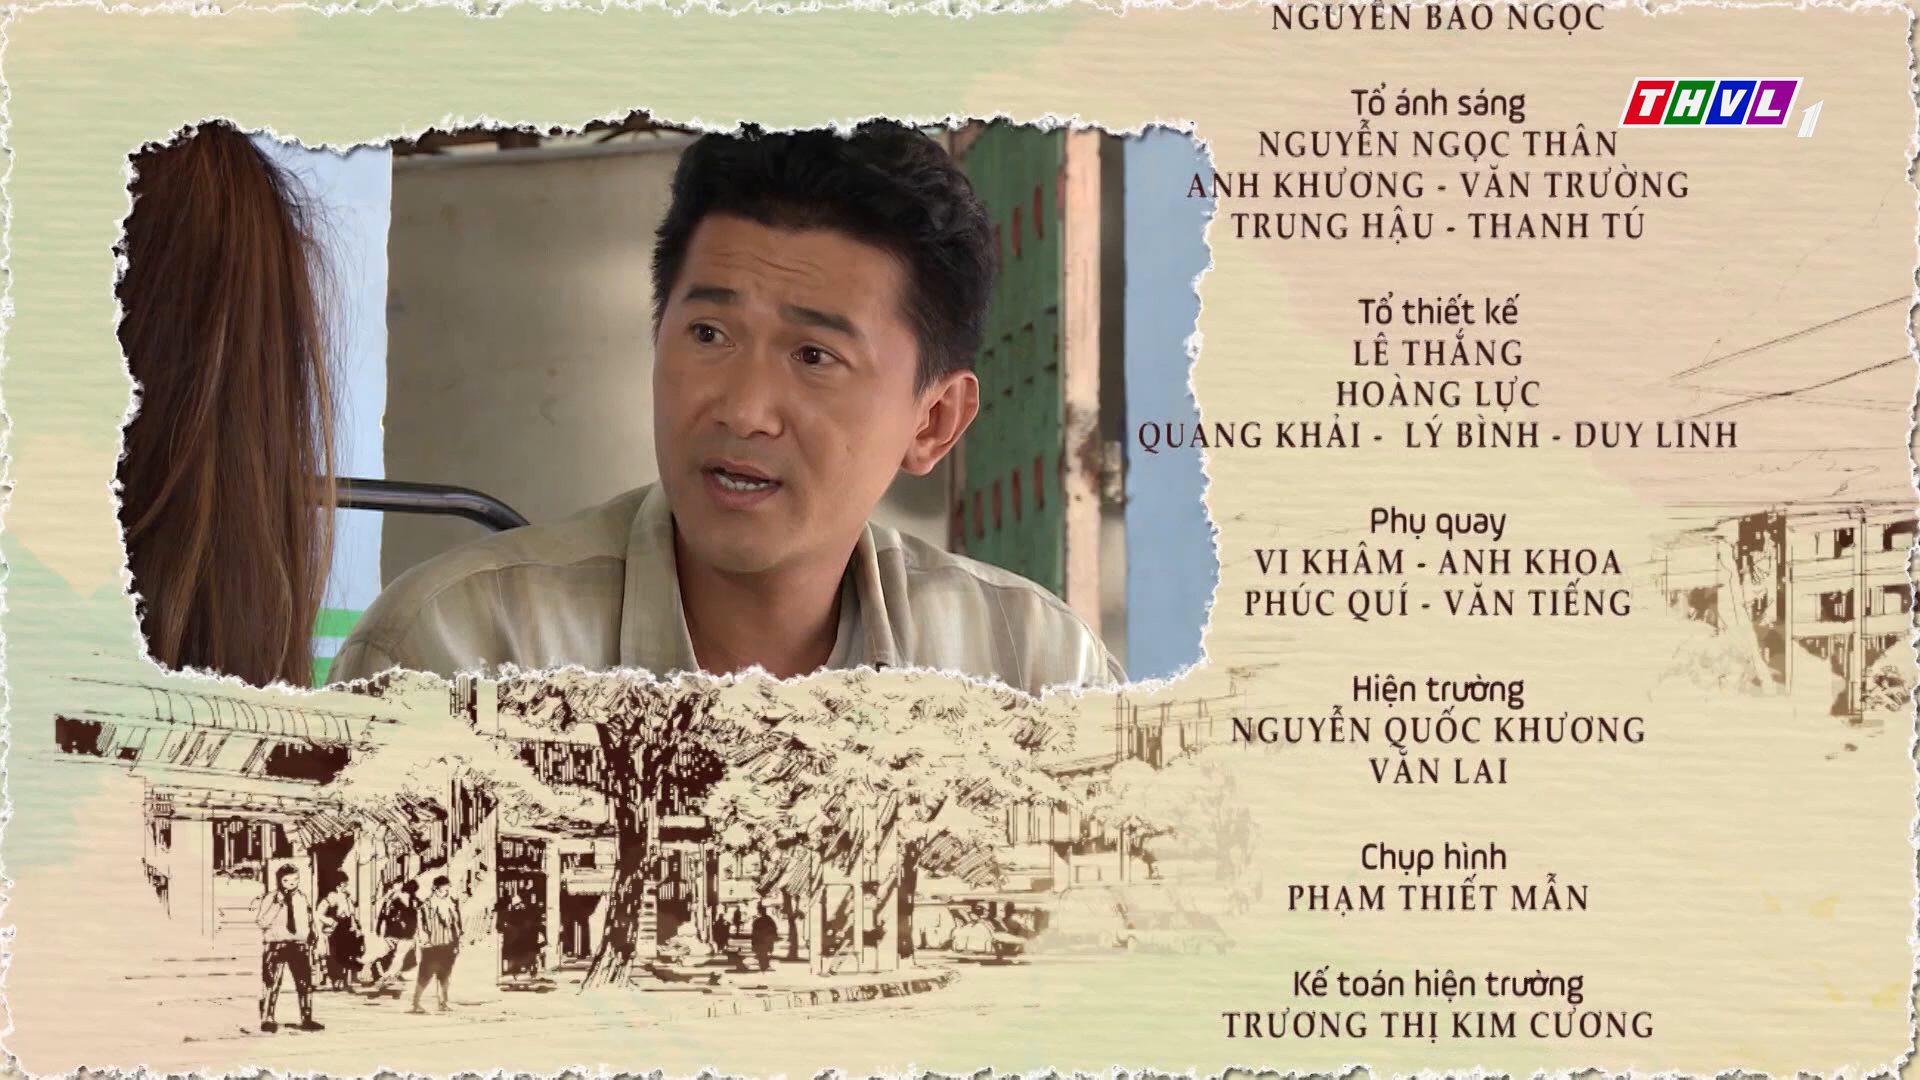 NGUYỄN BẢO NGỌC
THVL 1
Tổ ánh sáng
NGUYỄN NGỌC THÂN
ANH KHƯƠNG - VĂN TRƯỜNG
TRUNG HẬU - THANH TÚ
Tổ thiết kế
LÊ THẮNG
HOÀNG LỰC
QUANG KHẢI - LÝ BÌNH - DUY LINH
Phụ quay
VI KHÂM - ANH KHOA
PHÚC QUÍ - VĂN TIẾNG
Hiện trường
NGUYỄN QUỐC KHƯƠNG
VĂN LAI
Chụp hình
PHẠM THIẾT MẪN
Kế toán hiện trường
TRƯƠNG THỊ KIM CƯƠNG